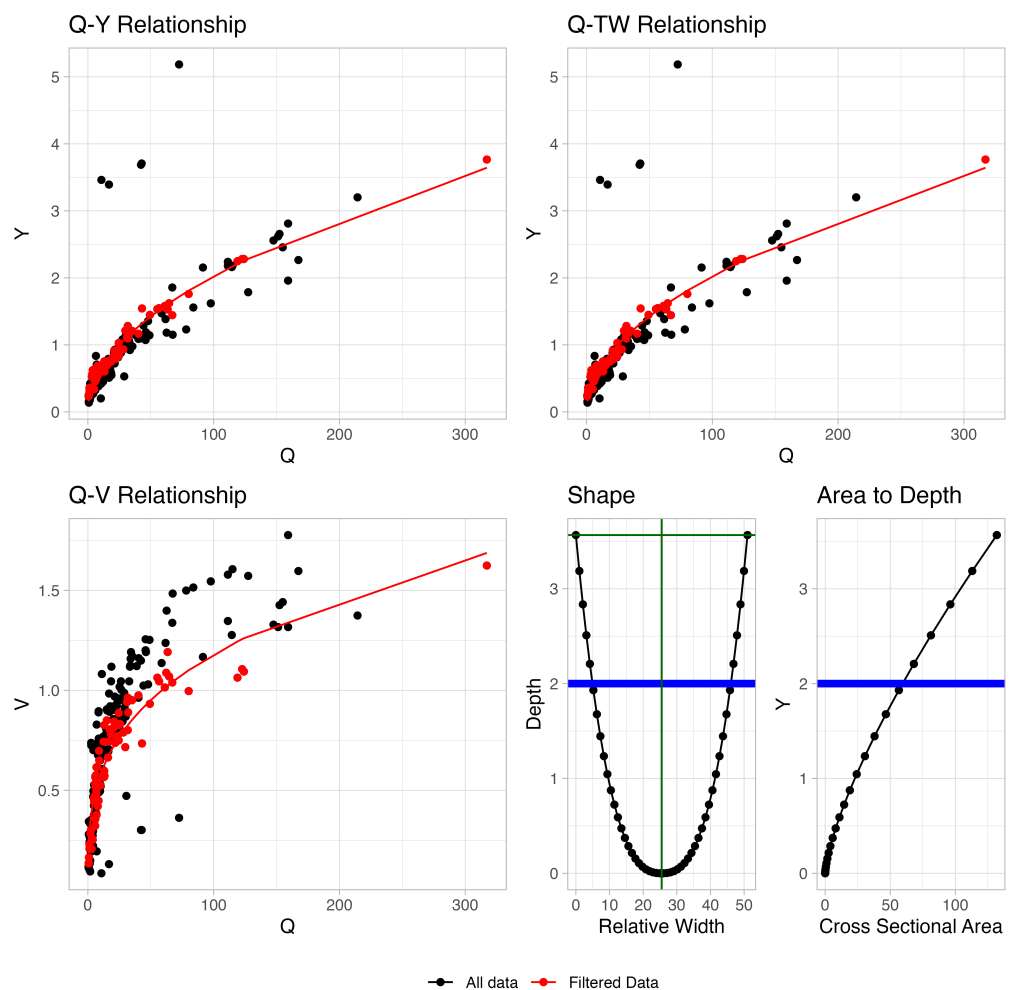 Q-Y Relationship
Q-TW Relationship
5
4
3
2
1
0
Y
0 100 200 300
Q
5
4
3
2
1
0
Y
0 100 200 300
Q
Q-V Relationship
Shape
Area to Depth
1.5
1.0
0.5
V
0 100 200 300
Q
3
2
1
0
Depth
0 10 20 30 40 50
Relative Width
3
2
1
0
Y
0 50 100
Cross Sectional Area
All data Filtered Data